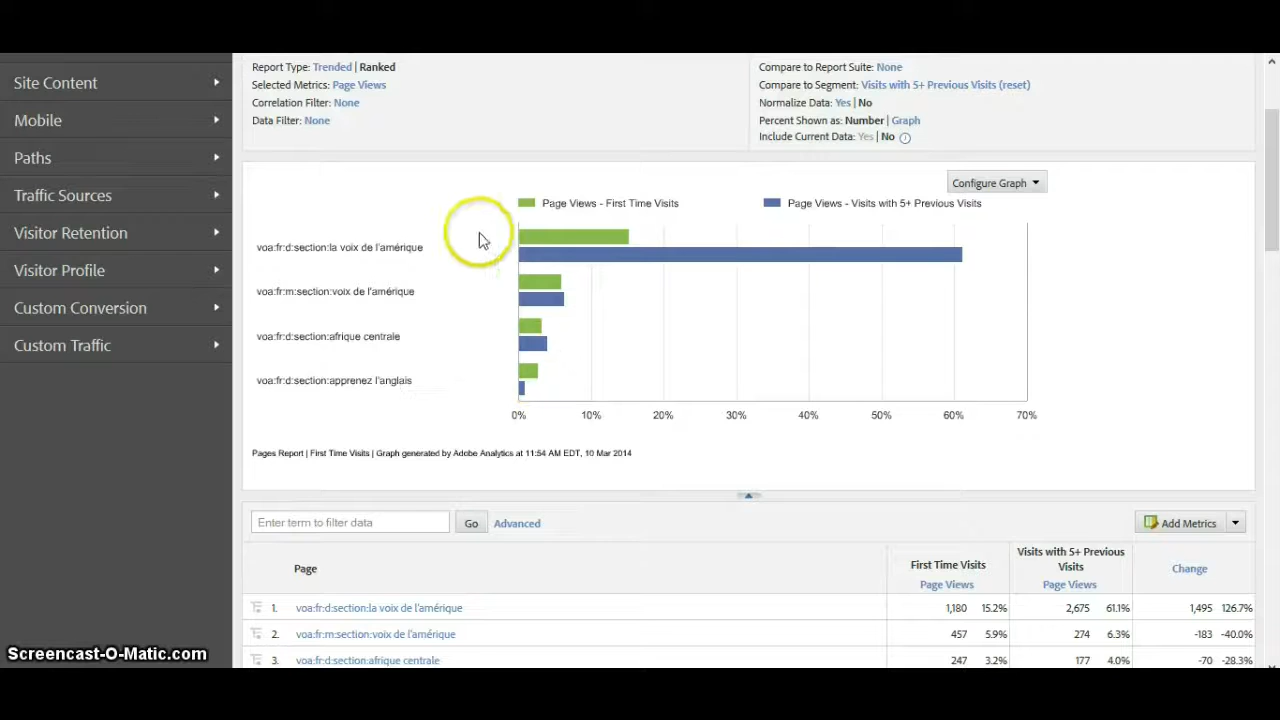 Site Content
Mobile
Paths
Traffic Sources
Visitor Retention
Visitor Profile
Custom Conversion
Custom Traffic
Report Type: Trended | Ranked
Selected Metrics: Page Views
Correlation Filter: None
Data Filter: None
Compare to Report Suite: None
Compare to Segment: Visits with 5+ Previous Visits (reset)
Normalize Data: Yes | No
Percent Shown as: Number | Graph
Include Current Data: Yes | No i
Configure Graph
Page Views - First Time Visits
Page Views - Visits with 5+ Previous Visits
voa:fr:d:section:la voix de l'amérique
voa:fr:m:section:voix de l'amérique
voa:fr:d:section:afrique centrale
voa:fr:d:section:apprenez l'anglais
0% 10% 20% 30% 40% 50% 60% 70%
Pages Report | First Time Visits | Graph generated by Adobe Analytics at 11:54 AM EDT, 10 Mar 2014
Enter term to filter data Go Advanced
Add Metrics
Page
First Time Visits
Page Views
Visits with 5+ Previous
Visits
Page Views
Change
1. voa:fr:d:section:la voix de l'amérique 1,180 15.2% 2,675 61.1% 1,495 126.7%
2. voa:fr:m:section:voix de l'amérique 457 5.9% 274 6.3% -183 -40.0%
3. voa:fr:d:section:afrique centrale 247 3.2% 177 4.0% -70 -28.3%
Screencast-O-Matic.com